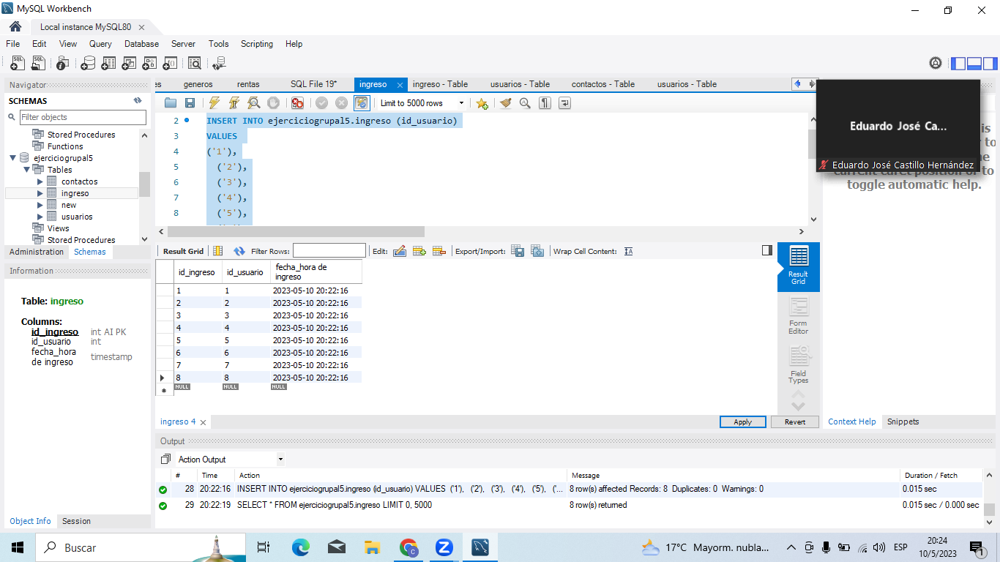 MySQL Workbench
Local instance MySQL80
File Edit View Query Database Server Tools Scripting Help
Navigator
SCHEMAS
Filter objects
Stored Procedures
Functions
ejerciciogrupal5
Tables
contactos
ingreso
new
usuarios
Views
Stored Procedures
Administration Schemas
Information
Table: ingreso
Columns:
id_ingreso int AI PK
id_usuario int
fecha_hora
de ingreso timestamp
Object Info Session
es generos rentas SQL File 19* ingreso ingreso - Table usuarios - Table contactos - Table usuarios - Table
Limit to 5000 rows
2 INSERT INTO ejerciciogrupal5.ingreso (id_usuario)
3 VALUES
4 ('1'),
5 ('2'),
6 ('3'),
7 ('4'),
8 ('5'),
Result Grid Filter Rows: Edit: Export/Import: Wrap Cell Content:
id_ingreso id_usuario fecha_hora de
ingreso
1 1 2023-05-10 20:22:16
2 2 2023-05-10 20:22:16
3 3 2023-05-10 20:22:16
4 4 2023-05-10 20:22:16
5 5 2023-05-10 20:22:16
6 6 2023-05-10 20:22:16
7 7 2023-05-10 20:22:16
8 8 2023-05-10 20:22:16
NULL NULL NULL
Result
Grid
Form
Editor
Field
Types
ingreso 4 Apply Revert
Eduardo José Ca...
Eduardo José Castillo Hernández
is
to
current caret position or to
toggle automatic help.
Context Help Snippets
Output
Action Output
# Time Action Message Duration / Fetch
28 20:22:16 INSERT INTO ejerciciogrupal5.ingreso (id_usuario) VALUES ('1'), ('2'), ('3'), ('4'), ('5'), ('... 8 row(s) affected Records: 8 Duplicates: 0 Warnings: 0 0.015 sec
29 20:22:19 SELECT * FROM ejerciciogrupal5.ingreso LIMIT 0, 5000 8 row(s) returned 0.015 sec / 0.000 sec
Buscar
17°C Mayorm. nubla...
ESP
20:24
10/5/2023
1